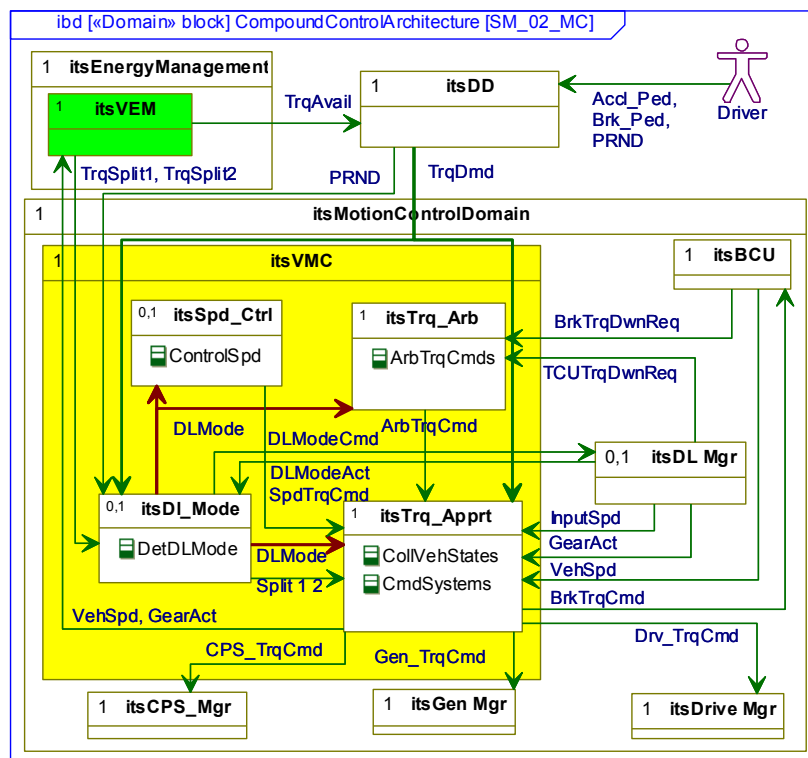 ibd [«Domain» block] CompoundControlArchitecture [SM_02_MC]
1 itsEnergyManagement
1 itsVEM
TrqAvail
1 itsDD
Accl_Ped,
Brk_Ped,
PRND
Driver
TrqSplit1, TrqSplit2
PRND
TrqDmd
1 itsMotionControlDomain
1 itsVMC
1 itsBCU
0,1 itsSpd_Ctrl
ControlSpd
1 itsTrq_Arb
ArbTrqCmds
BrkTrqDwnReq
TCUTrqDwnReq
DLMode
ArbTrqCmd
DLModeCmd
0,1 itsDL Mgr
DLModeAct
SpdTrqCmd
0,1 itsDl_Mode
DetDLMode
1 itsTrq_Apprt
CollVehStates
CmdSystems
InputSpd
GearAct
VehSpd
DLMode
Split 1 2
BrkTrqCmd
VehSpd, GearAct
CPS_TrqCmd
Gen_TrqCmd
Drv_TrqCmd
1 itsCPS_Mgr
1 itsGen Mgr
1 itsDrive Mgr